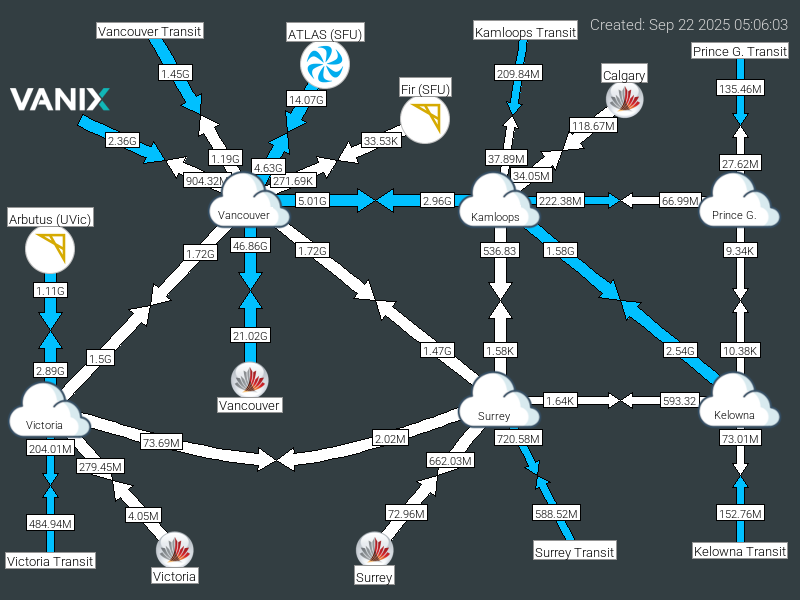 Created: Sep 22 2025 05:06:03
Vancouver Transit
ATLAS (SFU)
Kamloops Transit
Prince G. Transit
1.45G
14.07G
209.84M
Calgary
135.46M
VANIX
Fir (SFU)
118.67M
2.36G
33.53K
1.19G
4.63G
37.89M
27.62M
904.32M
271.69K
34.05M
Arbutus (UVic)
Vancouver
5.01G
2.96G
Kamloops
222.38M
66.99M
Prince G.
1.72G
46.86G
1.72G
536.83
1.58G
9.34K
1.11G
21.02G
1.5G
1.47G
1.58K
2.54G
10.38K
2.89G
Vancouver
Victoria
Surrey
1.64K
593.32
Kelowna
204.01M
73.69M
2.02M
720.58M
73.01M
279.45M
662.03M
484.94M
4.05M
72.96M
588.52M
152.76M
Victoria Transit
Victoria
Surrey
Surrey Transit
Kelowna Transit